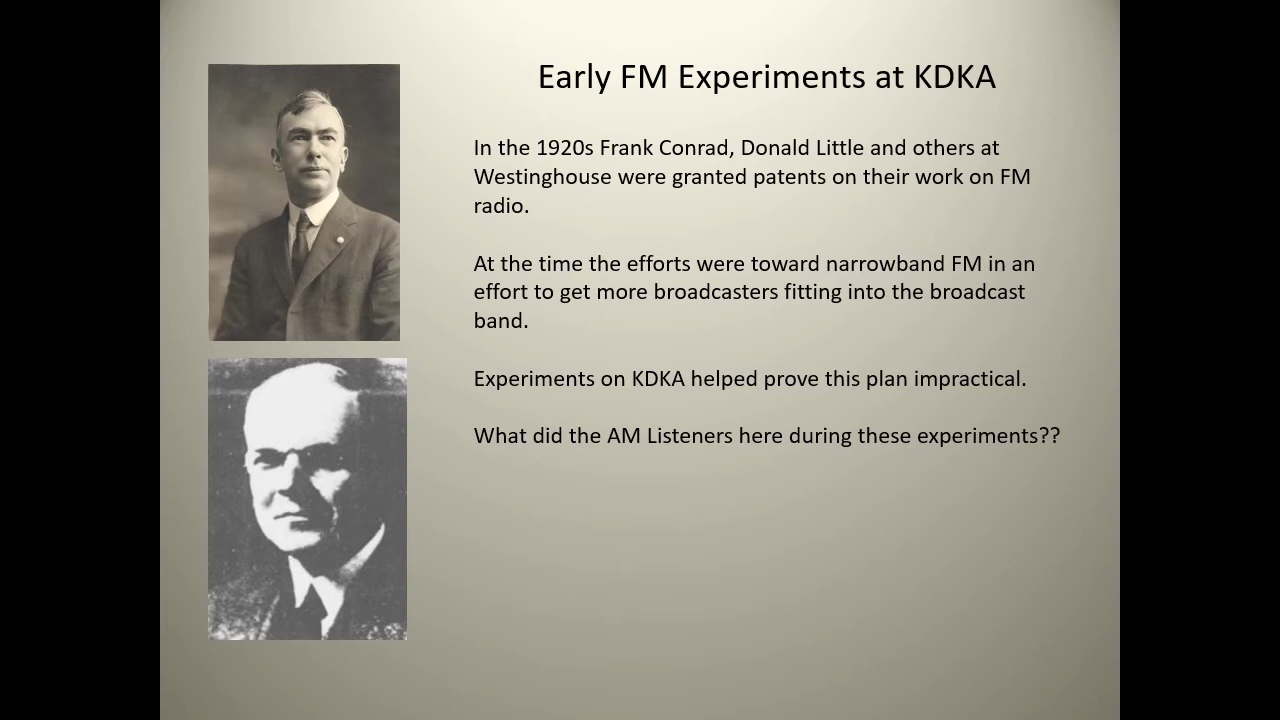 Early FM Experiments at KDKA
In the 1920s Frank Conrad, Donald Little and others at
Westinghouse were granted patents on their work on FM
radio.
At the time the efforts were toward narrowband FM in an
effort to get more broadcasters fitting into the broadcast
band.
Experiments on KDKA helped prove this plan impractical.
What did the AM Listeners here during these experiments??